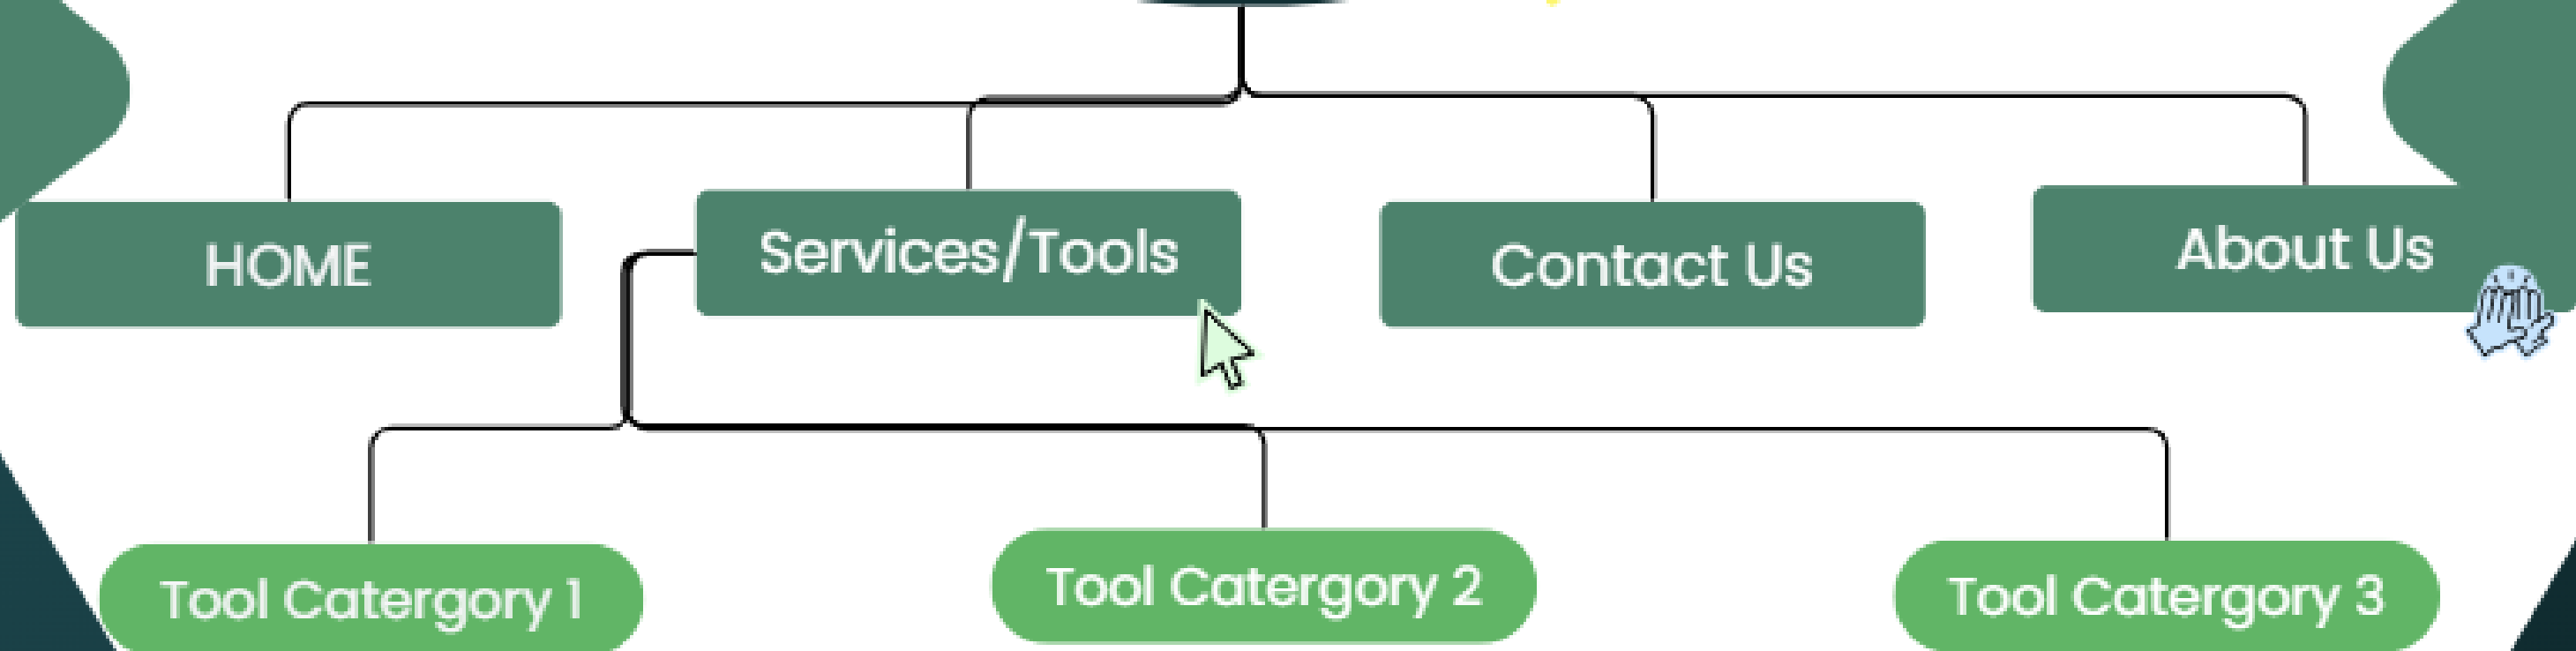 HOME
Services/Tools
Contact Us
About Us
Tool Catergory 1
Tool Catergory 2
Tool Catergory 3